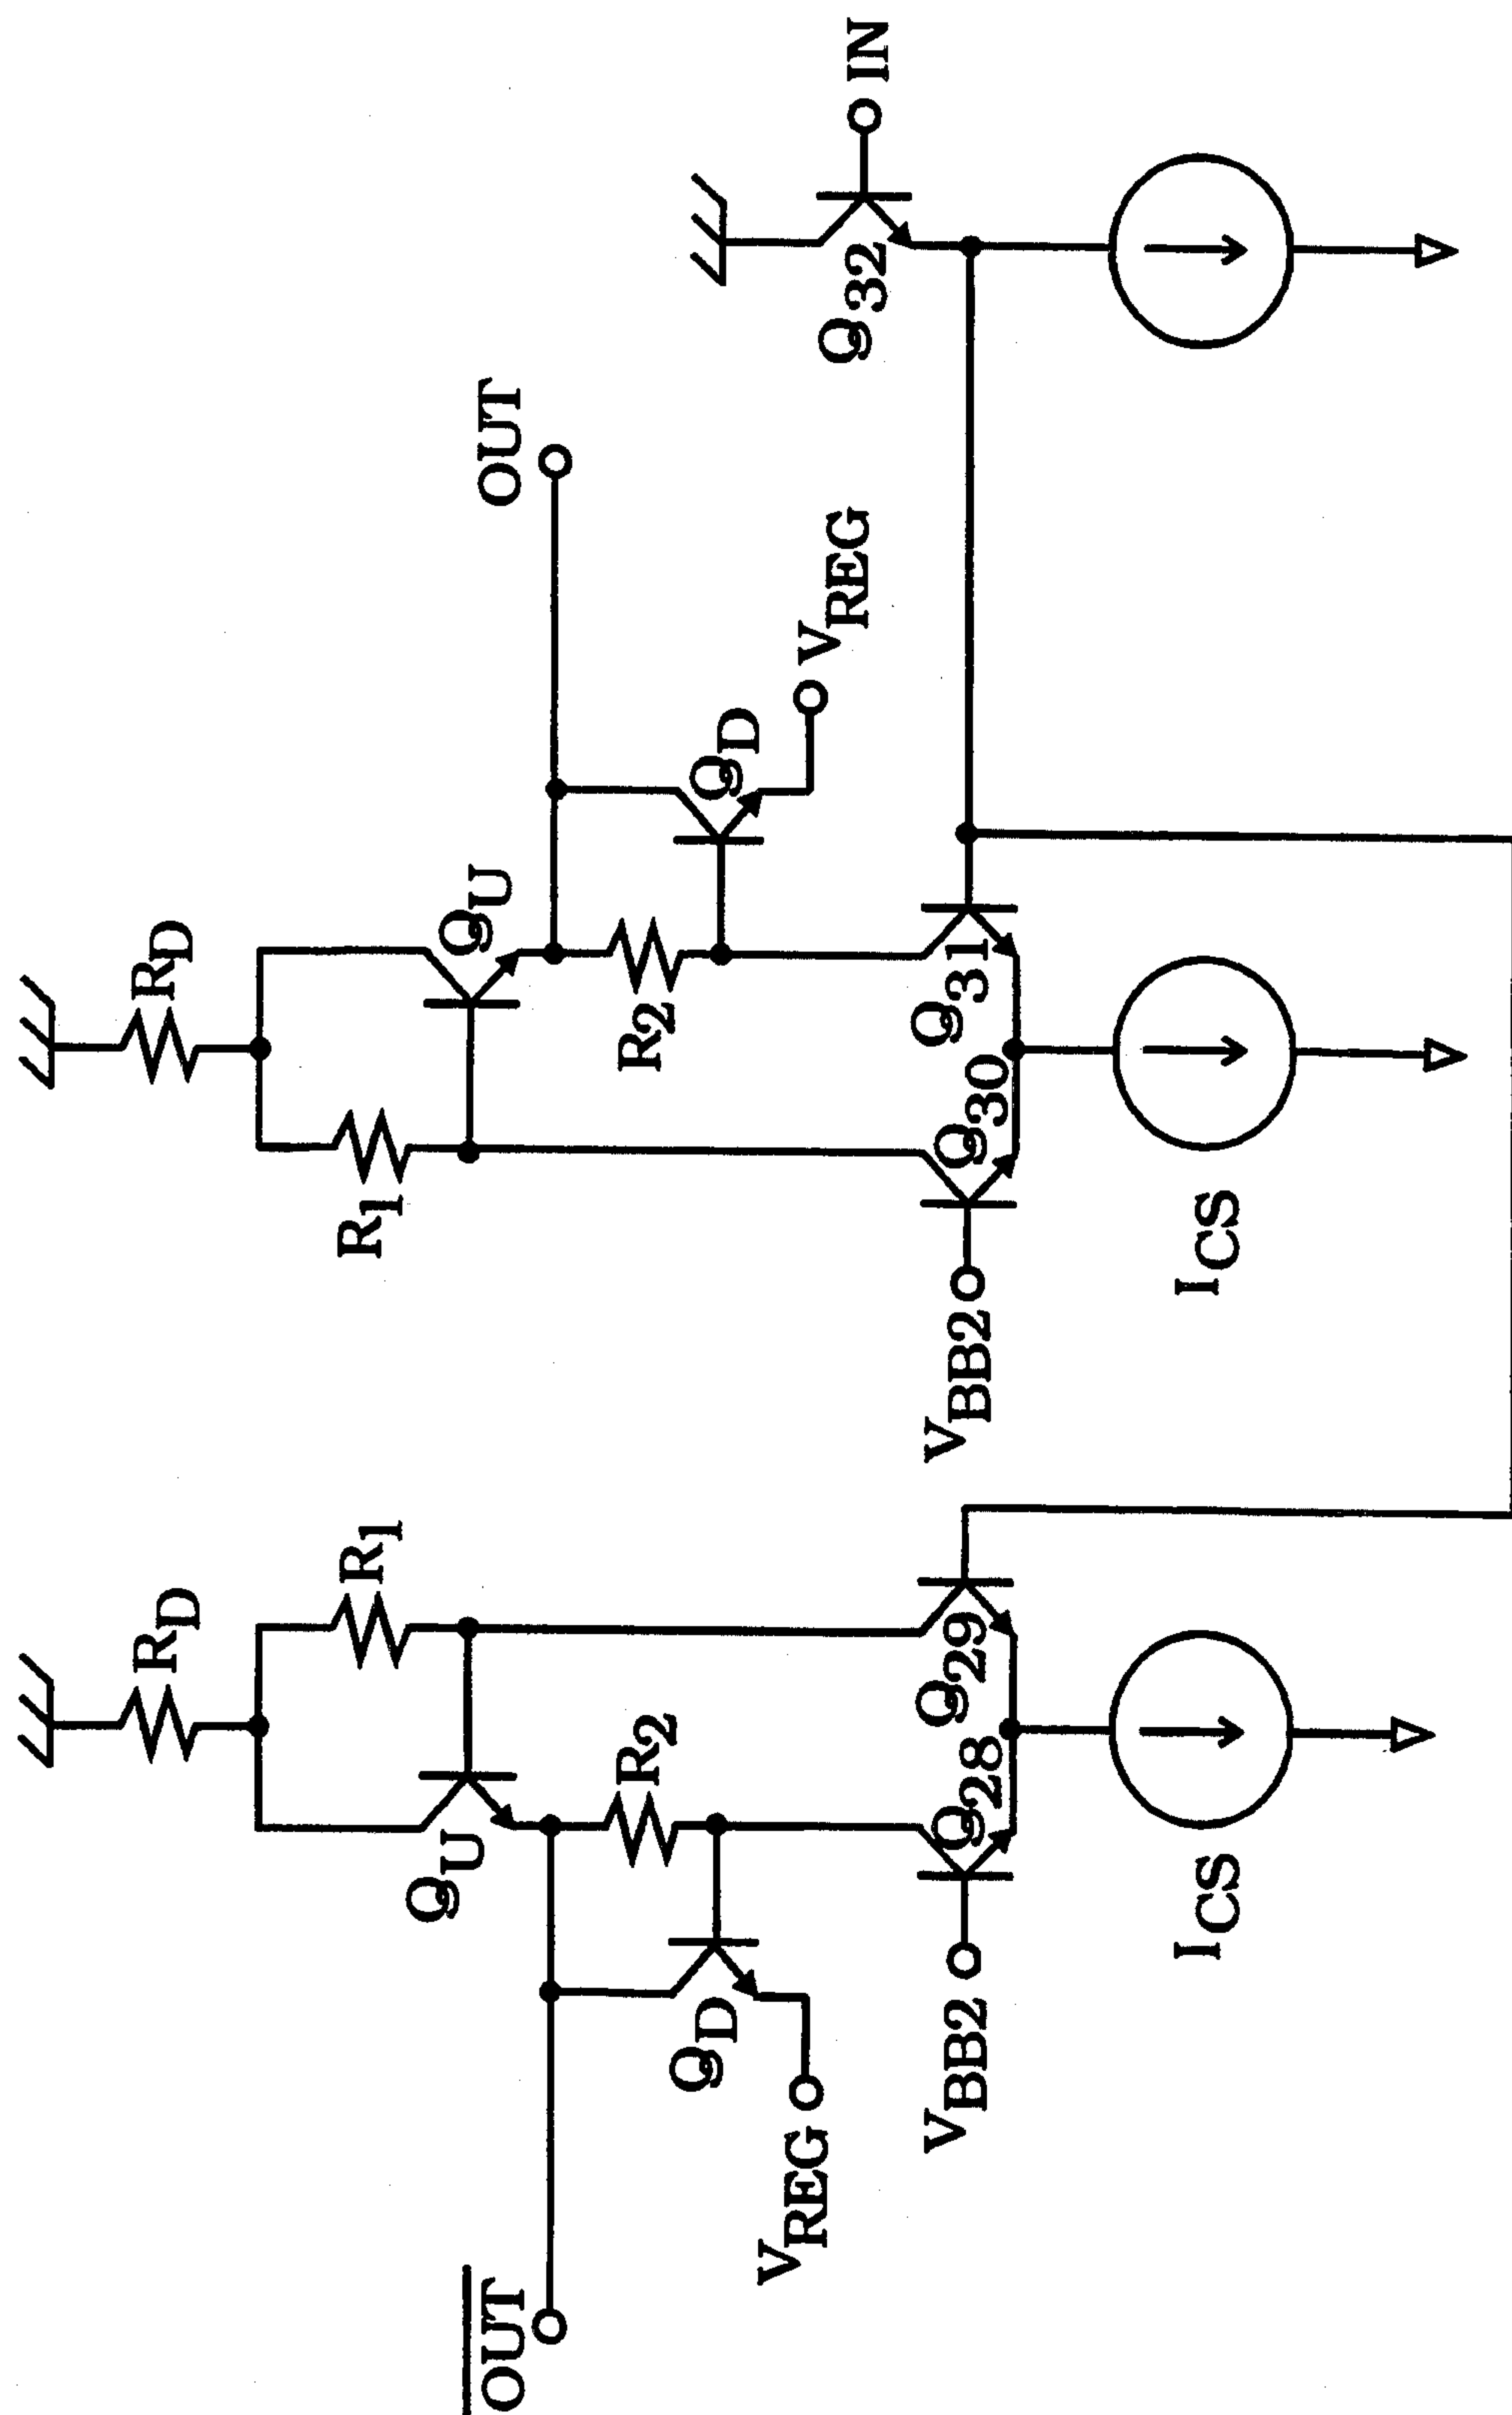 IN
Q32
OUT
VREG
QD
QU
RD
R2
Q31
R1
Q30
VBB2
ICS
R1
RD
R2
Q29
QU
Q28
QD
VREG
VBB2
ICS
OUT